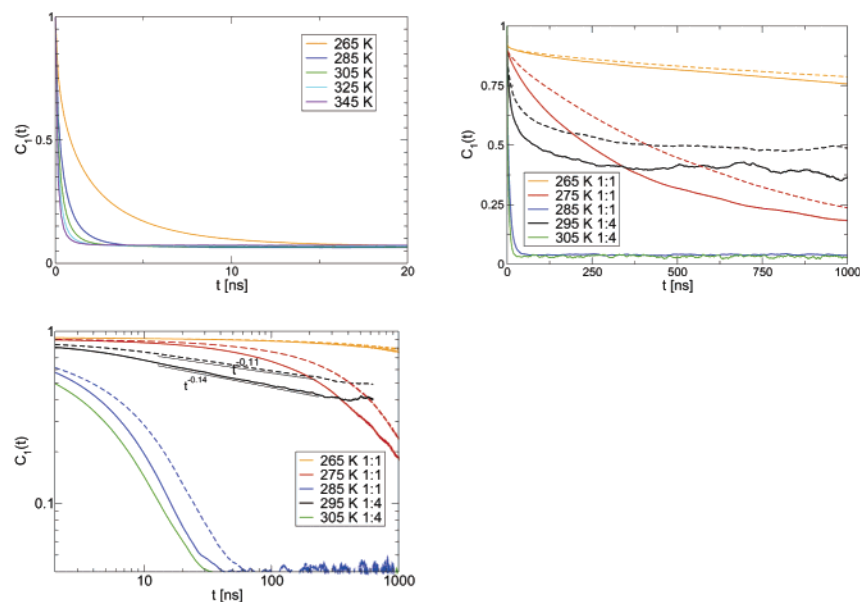 1
0.5
0
C1(t)
265 K
285 K
305 K
325 K
345 K
0
10
20
t [ns]
1
0.75
0.5
0.25
0
C1(t)
265 K 1:1
275 K 1:1
285 K 1:1
295 K 1:4
305 K 1:4
0
250
500
750
1000
t [ns]
1
0.1
C1(t)
t-0.11
t-0.14
265 K 1:1
275 K 1:1
285 K 1:1
295 K 1:4
305 K 1:4
10
100
1000
t [ns]